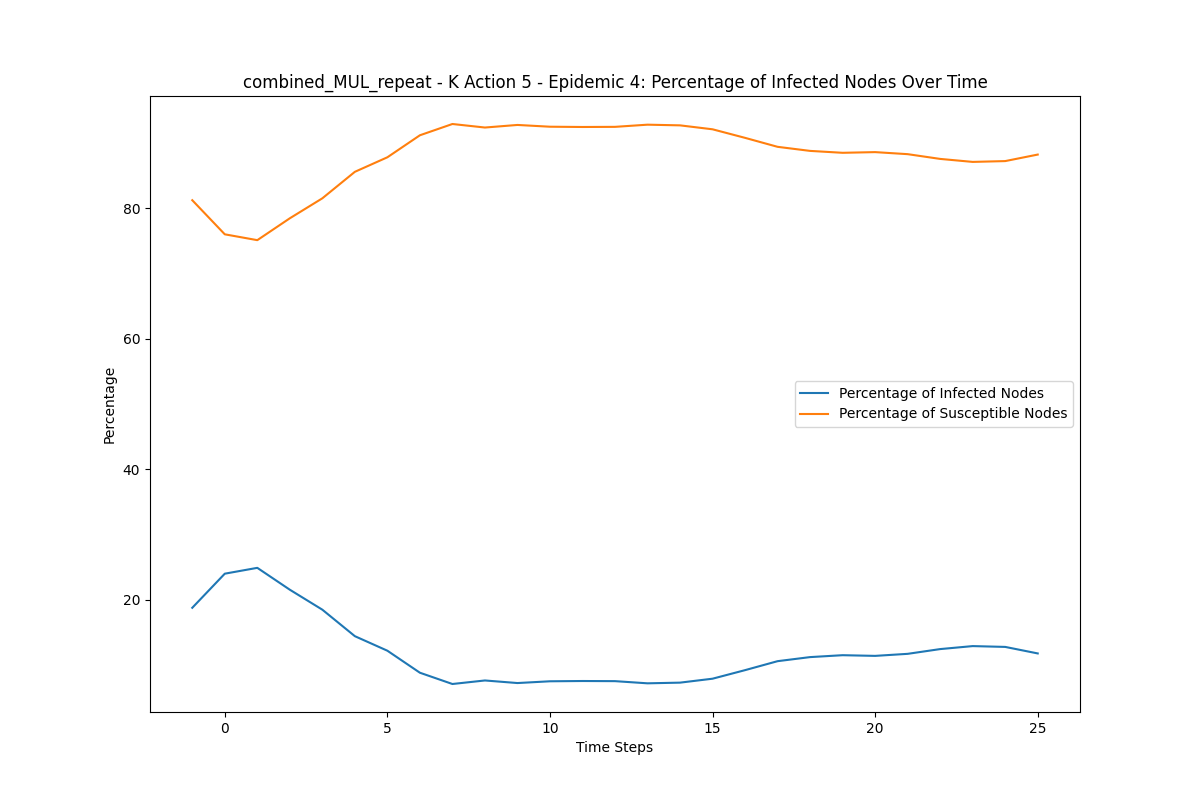 combined_MUL_repeat - K Action 5 - Epidemic 4: Percentage of Infected Nodes Over Time
80
60
40
20
Percentage
Percentage of Infected Nodes
Percentage of Susceptible Nodes
0 5 10 15 20 25
Time Steps